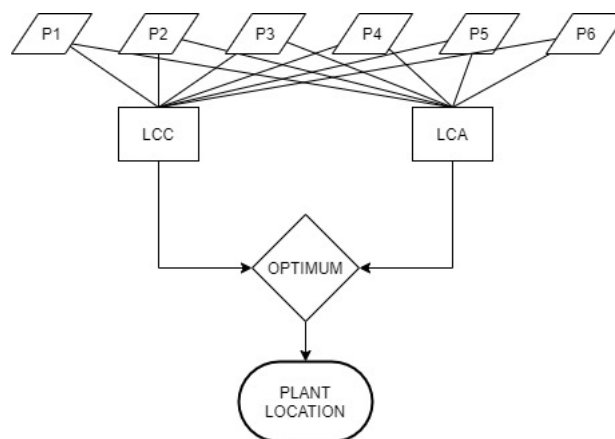 P1 P2 P3 P4 P5 P6
LCC LCA
OPTIMUM
PLANT
LOCATION